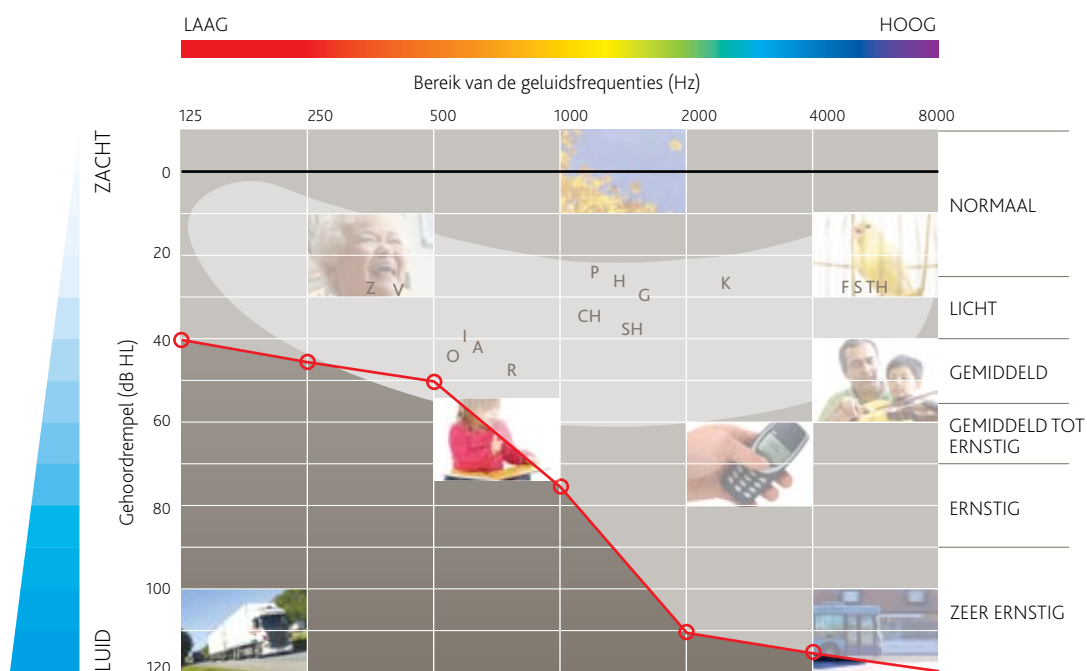 LAAG
HOOG
Bereik van de geluidsfrequenties (Hz)
125 250 500 1000 2000 4000 8000
ZACHT
0
20
40
60
80
100
120
Gehoordrempel (dB HL)
LUID
P H K
G
Z V
F S TH
CH SH
I
O A
R
NORMAAL
LICHT
GEMIDDELD
GEMIDDELD TOT
ERNSTIG
ERNSTIG
ZEER ERNSTIG